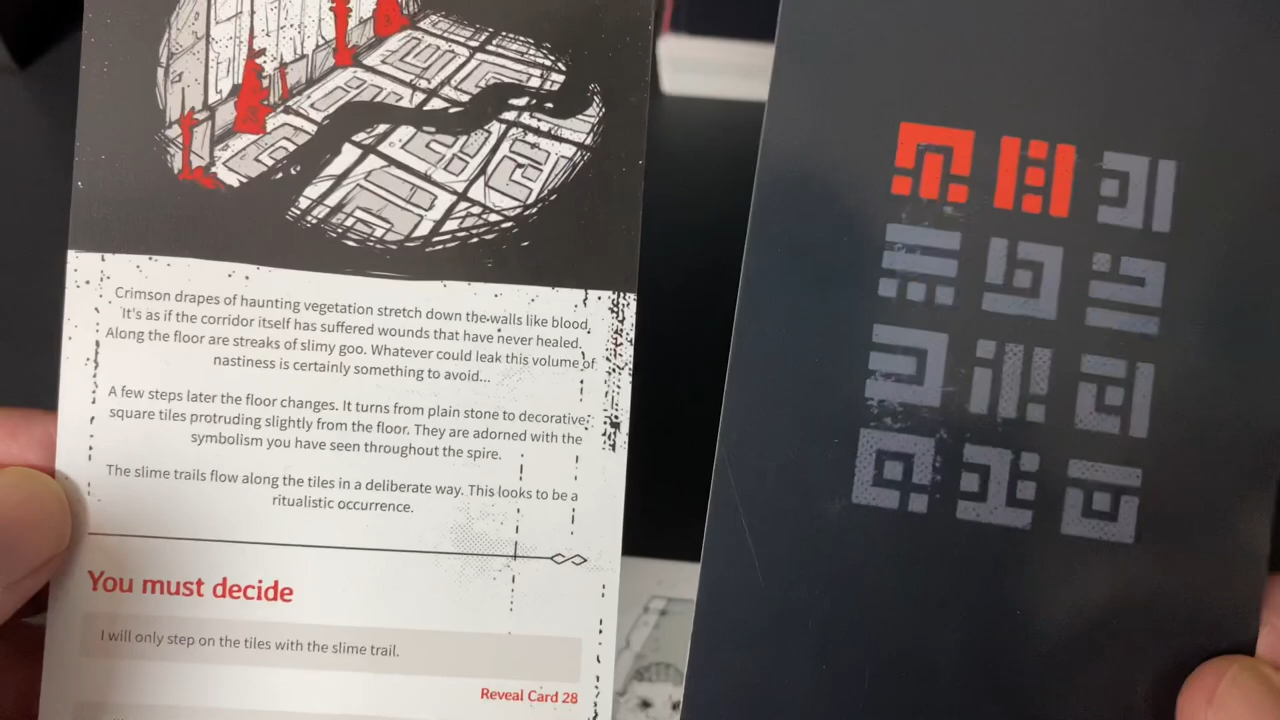 Crimson drapes of haunting vegetation stretch down the walls like blood.
It's as if the corridor itself has suffered wounds that have never healed.
Along the floor are streaks of slimy goo. Whatever could leak this volume of
nastiness is certainly something to avoid...
A few steps later the floor changes. It turns from plain stone to decorative
square tiles protruding slightly from the floor. They are adorned with the
symbolism you have seen throughout the spire.
The slime trails flow along the tiles in a deliberate way. This looks to be a
ritualistic occurrence.
You must decide
I will only step on the tiles with the slime trail.
Reveal Card 28